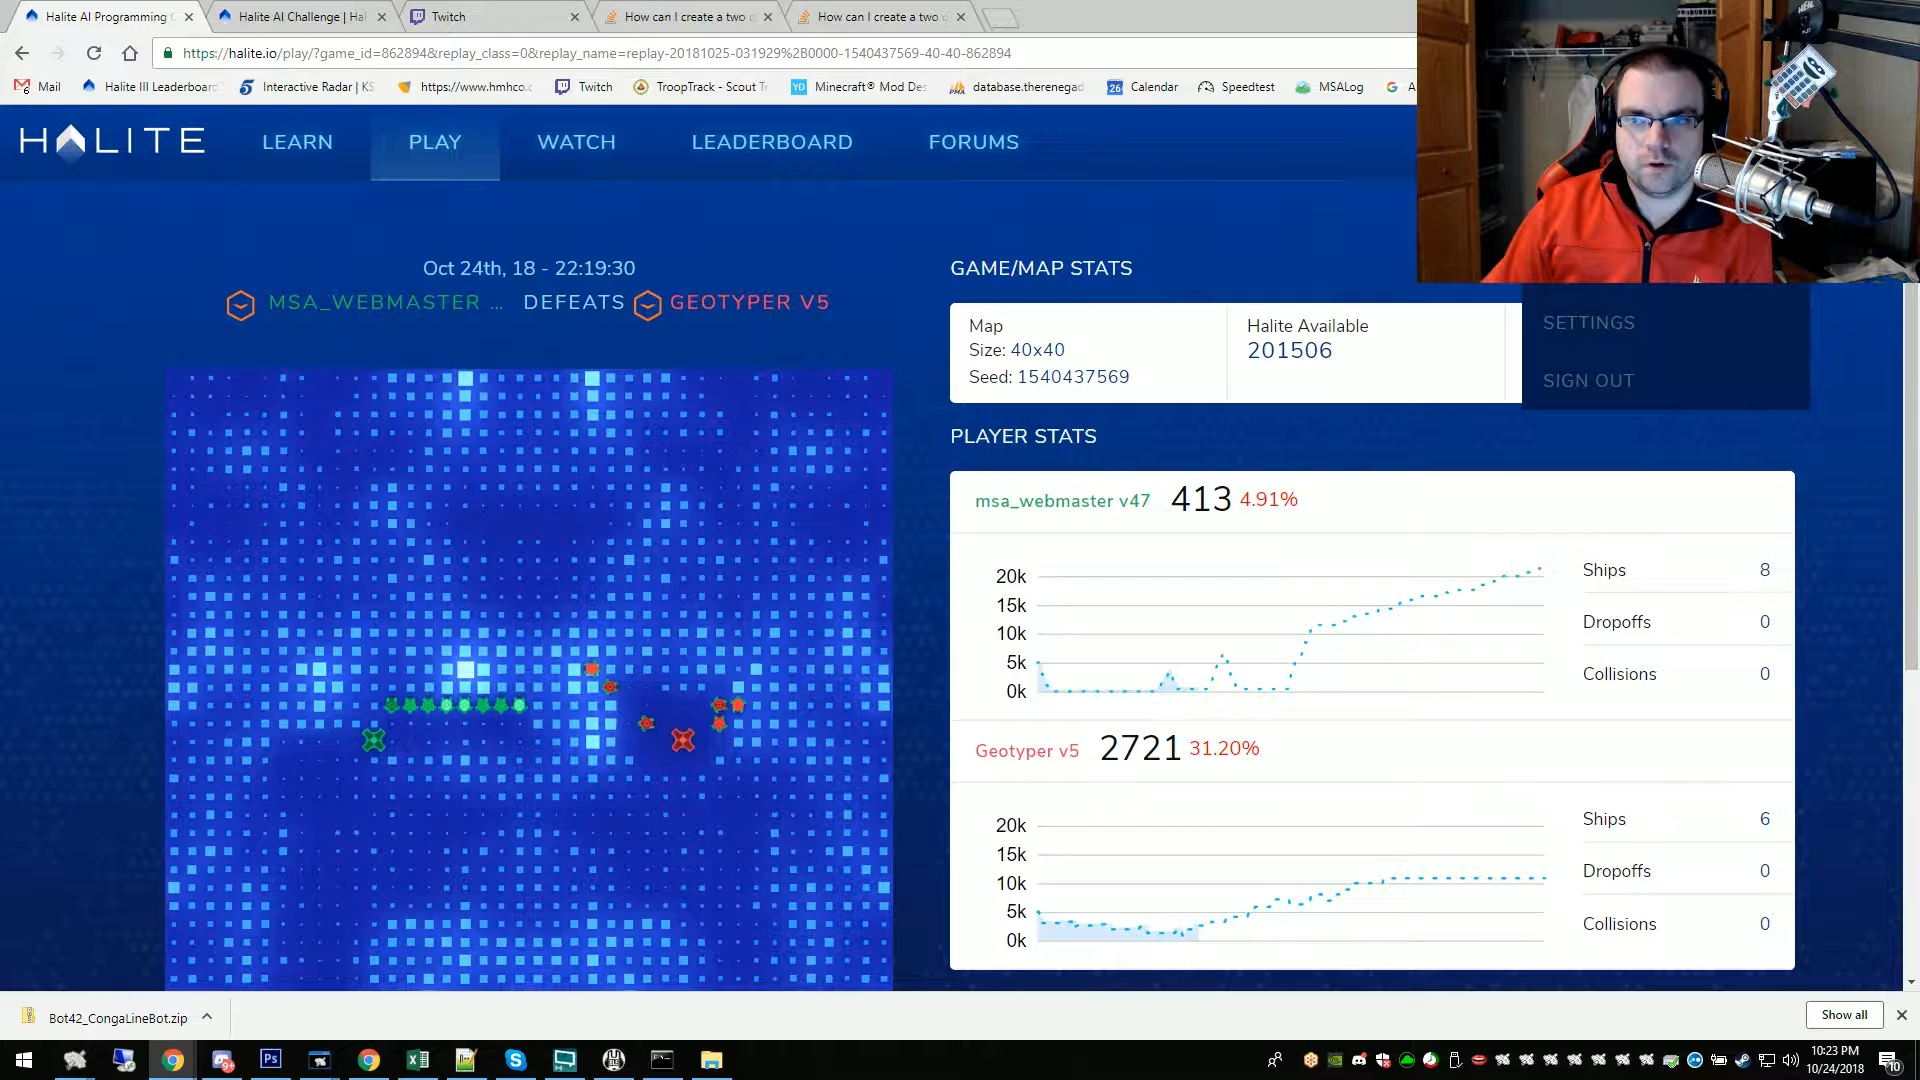 Halite AI Programming
Halite AI Challenge | Hal
Twitch
How can I create a two
How can I create a two
https://halite.io/play/?game_id=862894&replay_class=0&replay_name=replay-20181025-031929%2B0000-1540437569-40-40-862894
Mail
Halite III Leaderboard
Interactive Radar | KS
https://www.hmhco.c
Twitch
TroopTrack - Scout T
Minecraft® Mod Des
database.therenegad
Calendar
Speedtest
MSALog
HALITE
LEARN
PLAY
WATCH
LEADERBOARD
FORUMS
SETTINGS
SIGN OUT
Oct 24th, 18 - 22:19:30
MSA_WEBMASTER ... DEFEATS GEOTYPER V5
GAME/MAP STATS
Map
Size: 40x40
Seed: 1540437569
Halite Available
201506
PLAYER STATS
msa_webmaster v47 413 4.91%
20k
15k
10k
5k
0k
Ships 8
Dropoffs 0
Collisions 0
Geotyper v5 2721 31.20%
20k
15k
10k
5k
0k
Ships 6
Dropoffs 0
Collisions 0
Bot42_CongaLineBot.zip
Show all
10:23 PM
10/24/2018
10